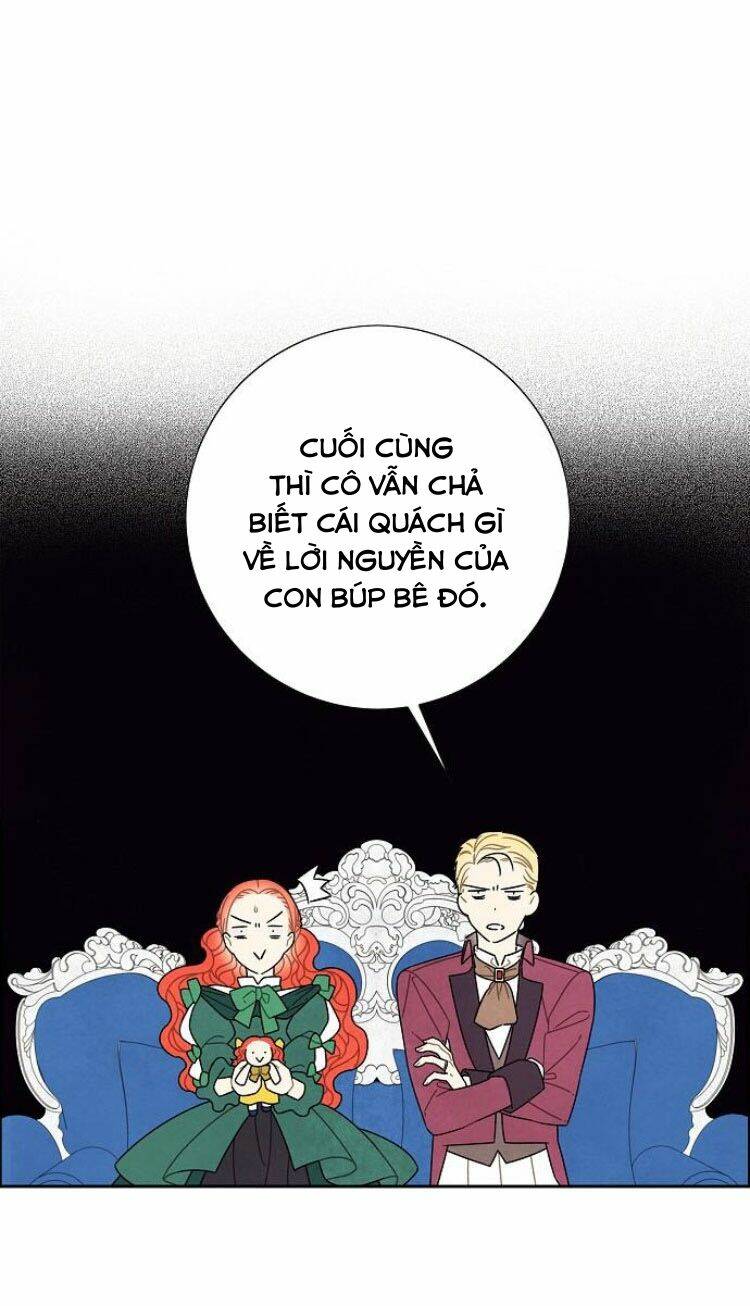 CUỐI CÙNG
THÌ CÔ VẪN CHẢ
BIẾT CÁI QUÁCH GÌ
VỀ LỜI NGUYỀN CỦA
CON BÚP BÊ ĐÓ.